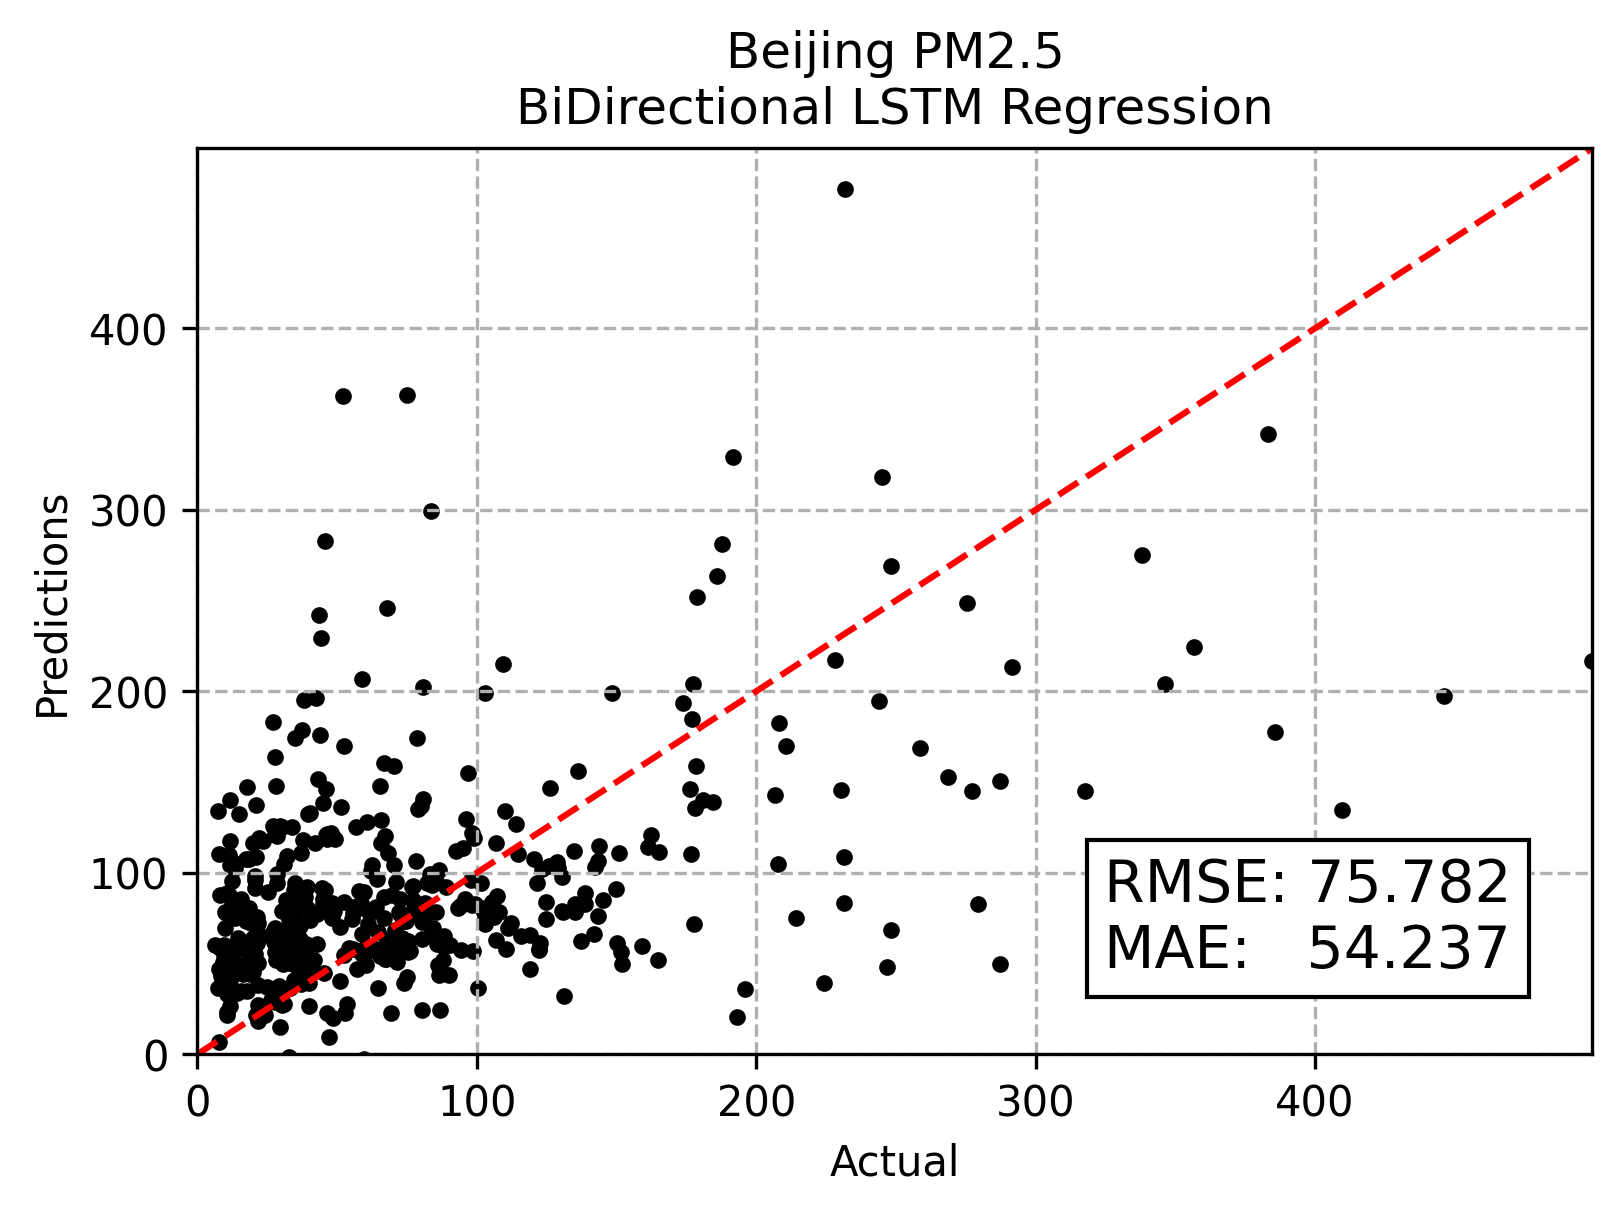 Beijing PM2.5
BiDirectional LSTM Regression
Predictions
400
300
200
100
0
RMSE: 75.782
MAE: 54.237
0 100 200 300 400
Actual